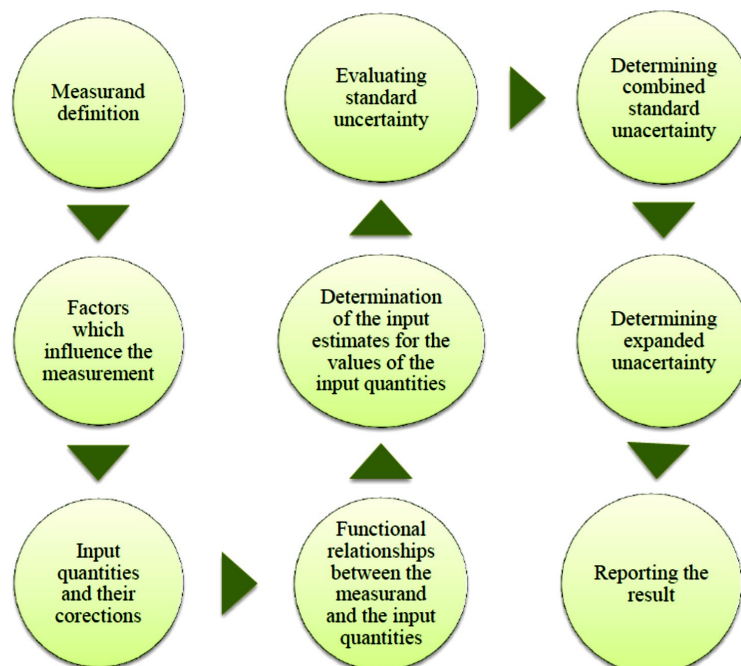 Measurand
definition
Factors
which
influence the
measurement
Input
quantities
and their
corections
Functional
relationships
between the
measurand
and the input
quantities
Determination
of the input
estimates for the
values of the
input quantities
Evaluating
standard
uncertainty
Determining
combined
standard
unacertainty
Determining
expanded
unacertainty
Reporting the
result